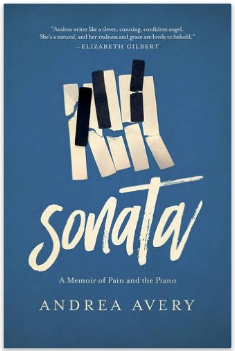 "Andrea writes like a clever, cunning, confident angel.
She's a natural, and her realness and grace are lovely to behold."
—ELIZABETH GILBERT
sonata
A Memoir of Pain and the Piano
ANDREA AVERY